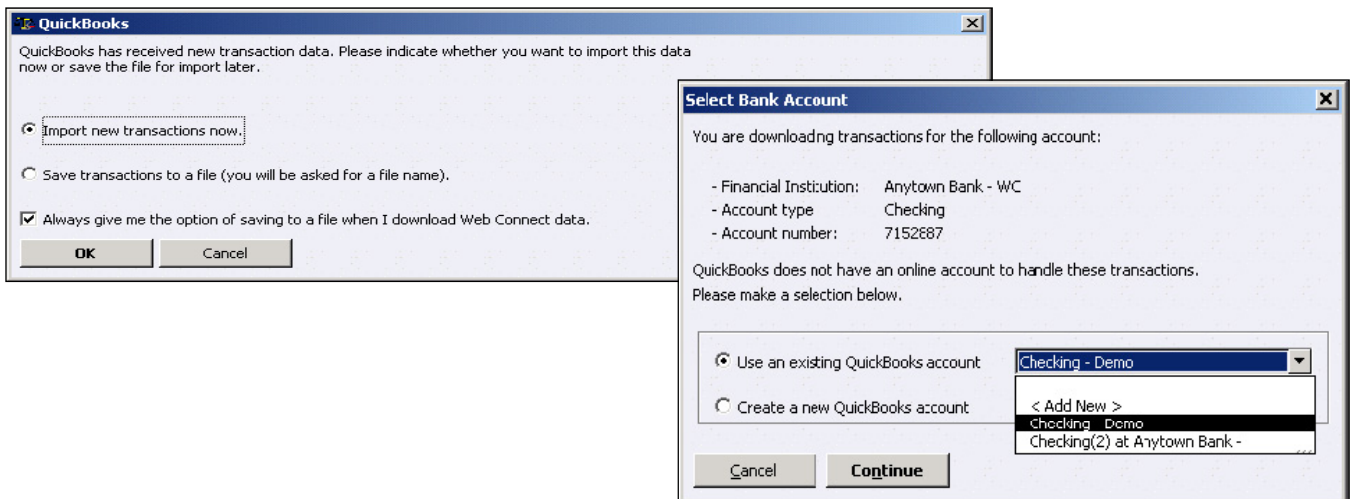 QuickBooks
QuickBooks has received new transaction data. Please indicate whether you want to import this data
now or save the file for import later.
Import new transactions now.
Save transactions to a file (you will be asked for a file name).
Always give me the option of saving to a file when I download Web Connect data.
OK
Cancel
Select Bank Account
You are downloading transactions for the following account:
- Financial Institution: Anytown Bank - WC
- Account type Checking
- Account number: 7152887
QuickBooks does not have an online account to handle these transactions.
Please make a selection below.
Use an existing QuickBooks account
Checking - Demo
Create a new QuickBooks account
< Add New >
Checking - Demo
Checking(2) at Anytown Bank -
Cancel
Continue